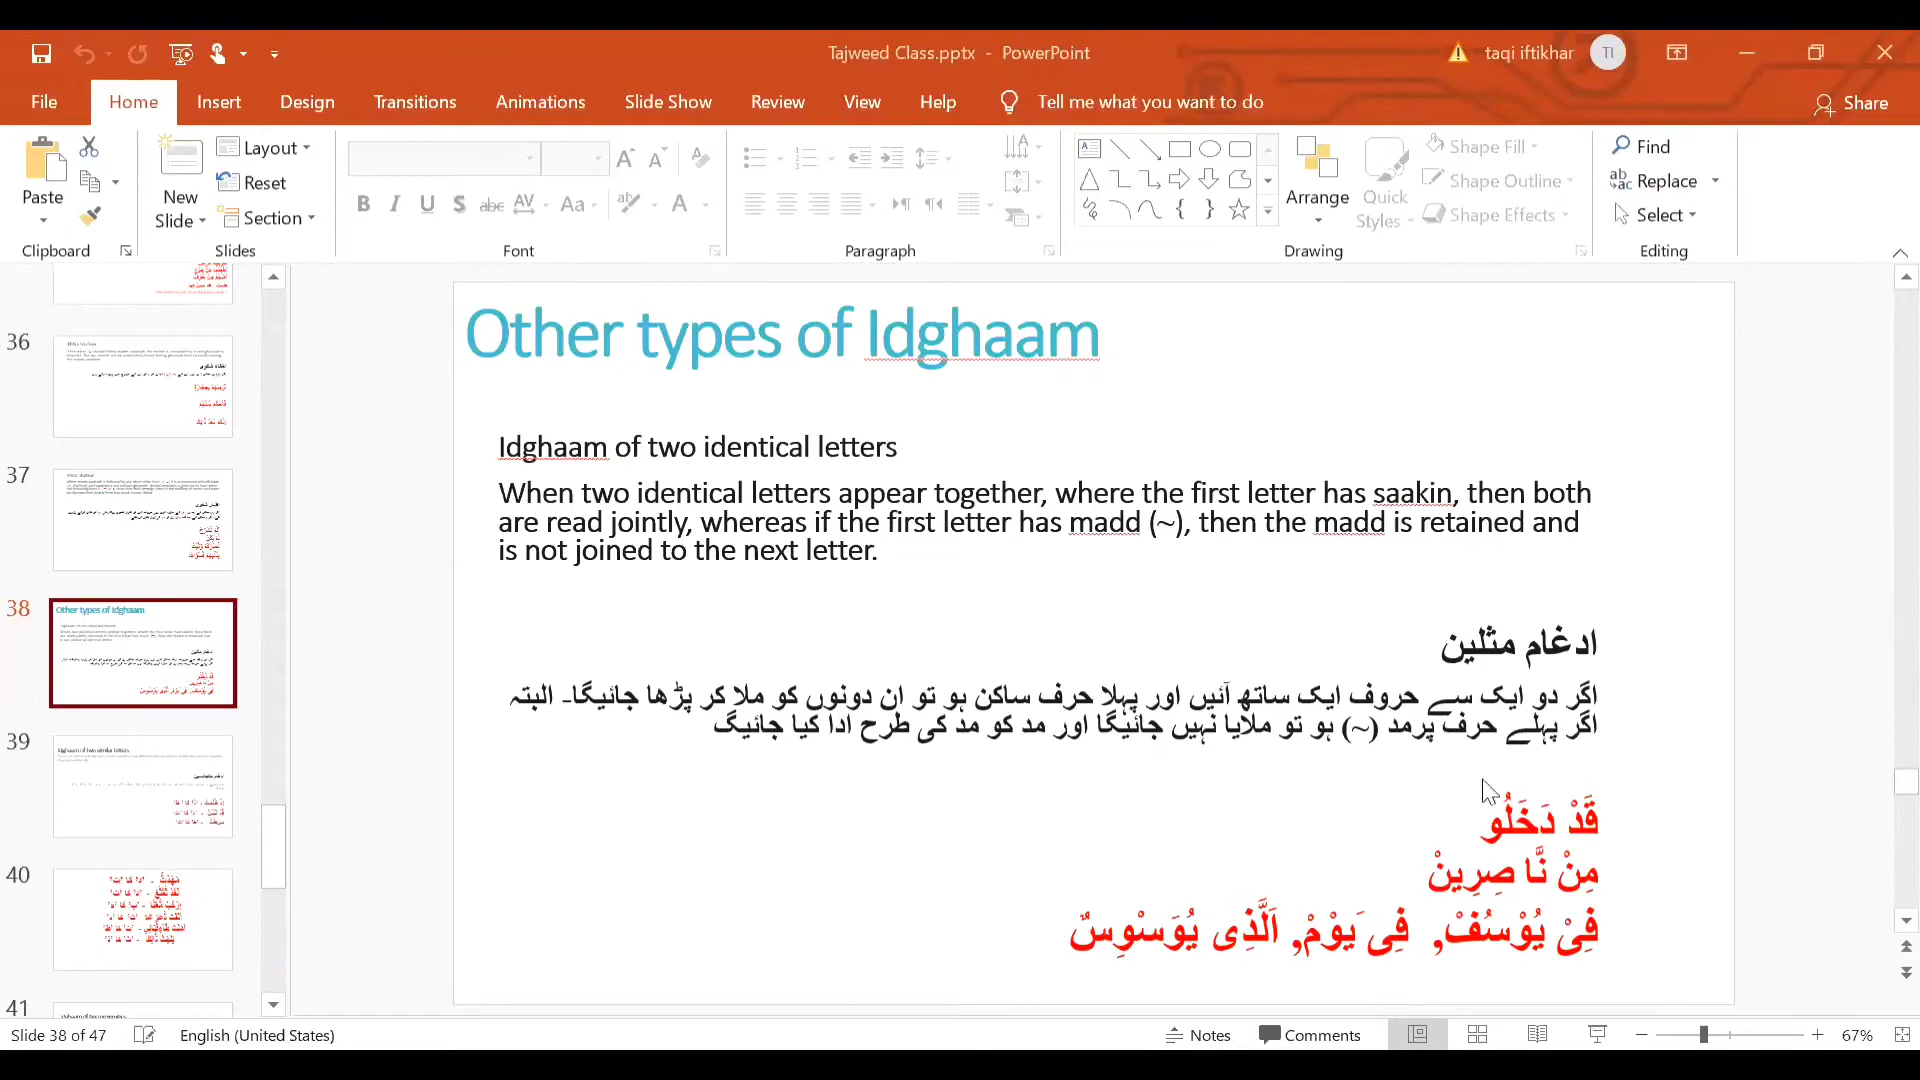 Tajweed Class.pptx - PowerPoint
taqi iftikhar
TI
File Home Insert Design Transitions Animations Slide Show Review View Help Tell me what you want to do
Share
Paste
New
Slide
Layout
Reset
Section
Find
Replace
Select
Arrange
Quick
Styles
Shape Fill
Shape Outline
Shape Effects
Clipboard
Slides
Font
Paragraph
Drawing
Editing
36
37
38
Other types of Idghaam
39
40
41
Other types of Idghaam
Idghaam of two identical letters
When two identical letters appear together, where the first letter has saakin, then both
are read jointly, whereas if the first letter has madd (~), then the madd is retained and
is not joined to the next letter.
ادغام مثلین
اگر دو ایک سے حروف ایک ساتھ آئیں اور پہلا حرف ساکن ہو تو ان دونوں کو ملا کر پڑھا جائیگا۔ البتہ
اگر پہلے حرف پرمد (~) ہو تو ملایا نہیں جائیگا اور مد کو مد کی طرح ادا کیا جائیگ
قَدْ دَخَلُو
مِنْ نَّا صِرِينْ
فِىْ يُوْسُفْ, فِى يَوْمْ, اَلَّذِى يُوَسْوِسٌ
Slide 38 of 47
English (United States)
Notes
Comments
67%